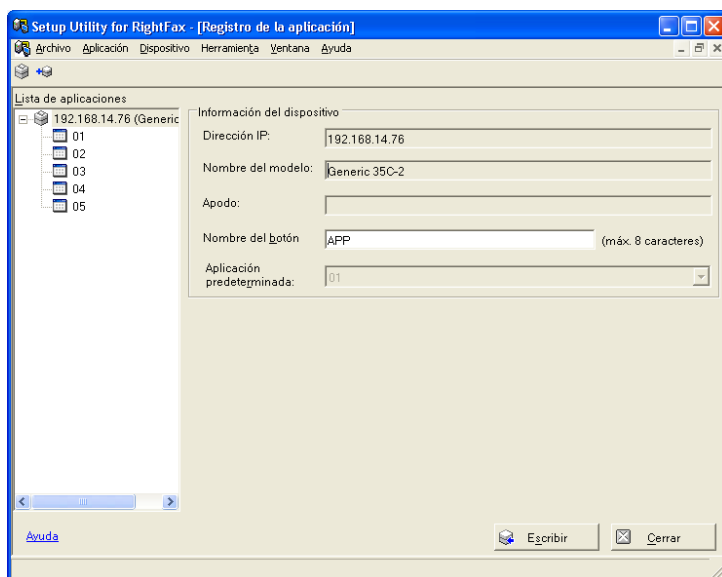 Setup Utility for RightFax - [Registro de la aplicación]
Archivo Aplicación Dispositivo Herramienta Ventana Ayuda
Lista de aplicaciones
192.168.14.76 (Generic
01
02
03
04
05
Información del dispositivo
Dirección IP: 192.168.14.76
Nombre del modelo: Generic 35C-2
Apodo:
Nombre del botón APP (máx. 8 caracteres)
Aplicación
predeterminada: 01
Ayuda
Escribir
Cerrar